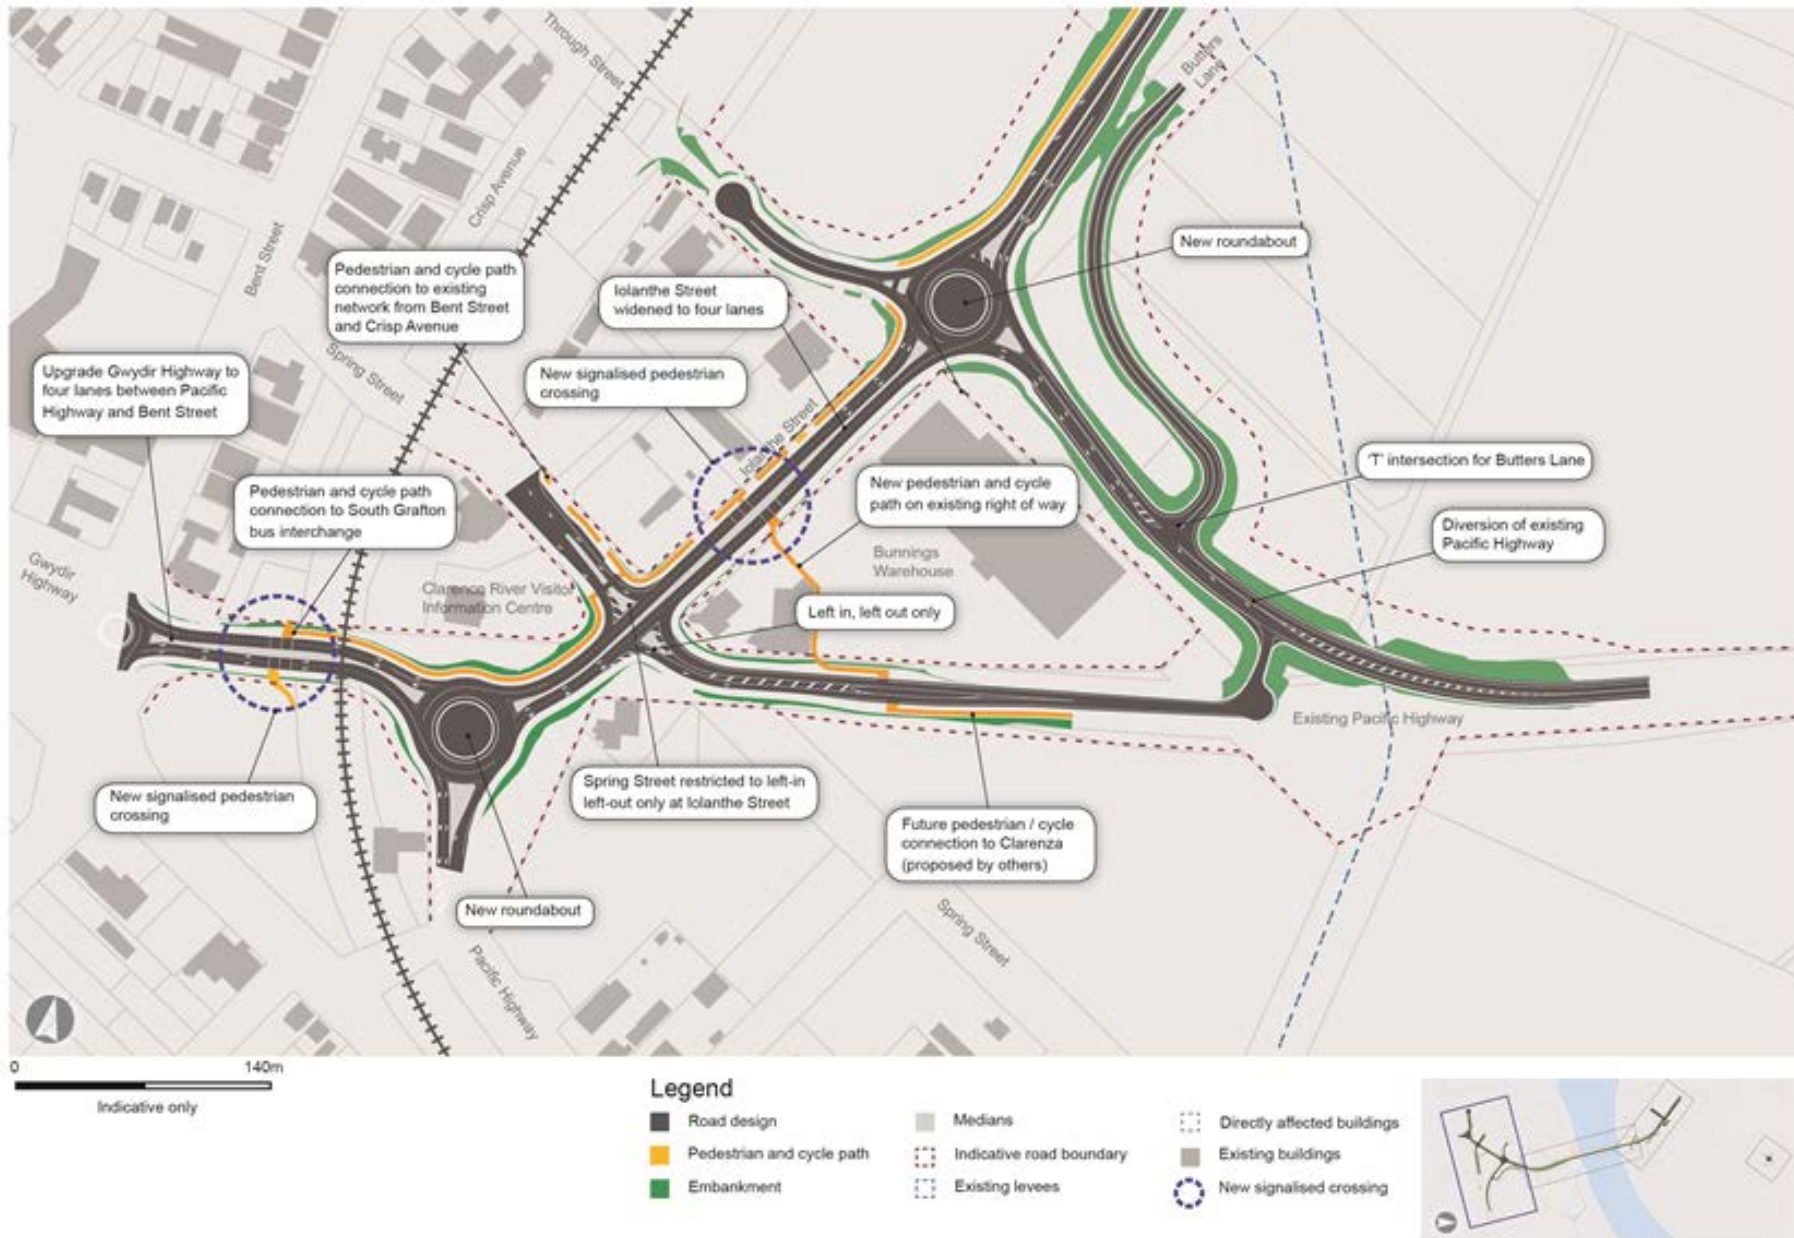 Through Street
Butters
Lane
Crisp Avenue
Bent Street
New roundabout
Pedestrian and cycle path
connection to existing
network from Bent Street
and Crisp Avenue
Iolanthe Street
widened to four lanes
Spring Street
Upgrade Gwydir Highway to
four lanes between Pacific
Highway and Bent Street
New signalised pedestrian
crossing
Iolanthe Street
'T' intersection for Butters Lane
Pedestrian and cycle path
connection to South Grafton
bus interchange
New pedestrian and cycle
path on existing right of way
Diversion of existing
Pacific Highway
Gwydir
Highway
Bunnings
Warehouse
Clarence River Visitor
Information Centre
Left in, left out only
Existing Pacific Highway
New signalised pedestrian
crossing
Spring Street restricted to left-in
left-out only at Iolanthe Street
Future pedestrian / cycle
connection to Clarenza
(proposed by others)
New roundabout
Spring Street
Pacific Highway
0 140m
Indicative only
Legend
Road design
Pedestrian and cycle path
Embankment
Medians
Indicative road boundary
Existing levees
Directly affected buildings
Existing buildings
New signalised crossing